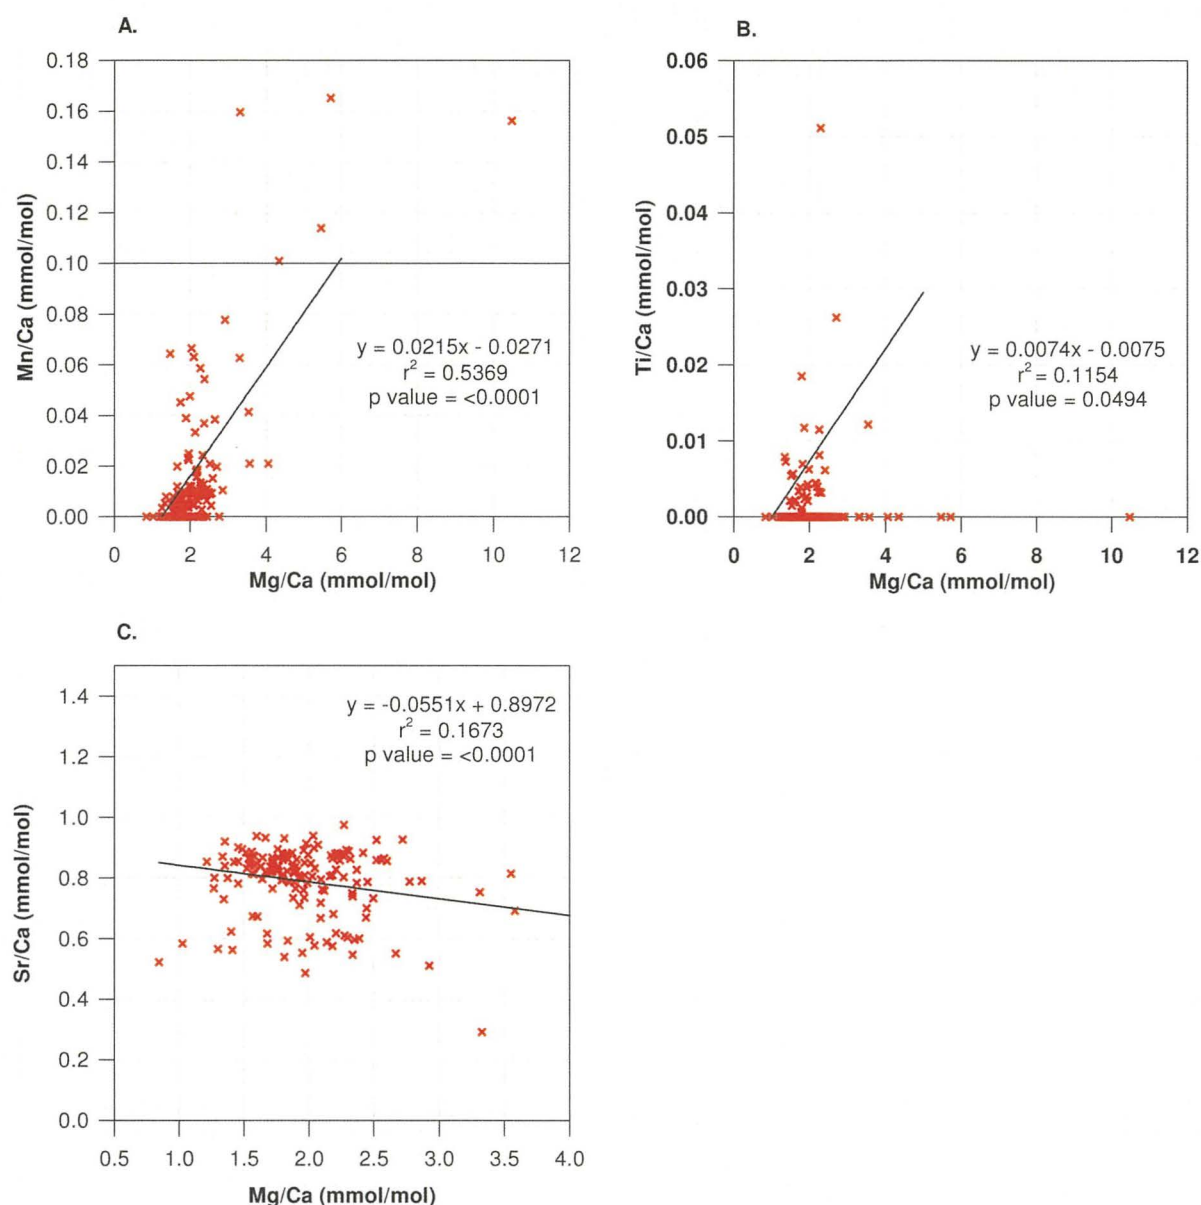 A.
0.18
0.16
0.14
0.12
0.10
0.08
0.06
0.04
0.02
0.00
Mn/Ca (mmol/mol)
y = 0.0215x - 0.0271
r² = 0.5369
p value = <0.0001
0 2 4 6 8 10 12
Mg/Ca (mmol/mol)
B.
0.06
0.05
0.04
0.03
0.02
0.01
0.00
Ti/Ca (mmol/mol)
y = 0.0074x - 0.0075
r² = 0.1154
p value = 0.0494
0 2 4 6 8 10 12
Mg/Ca (mmol/mol)
C.
1.4
1.2
1.0
0.8
0.6
0.4
0.2
0.0
Sr/Ca (mmol/mol)
y = -0.0551x + 0.8972
r² = 0.1673
p value = <0.0001
0.5 1.0 1.5 2.0 2.5 3.0 3.5 4.0
Mg/Ca (mmol/mol)